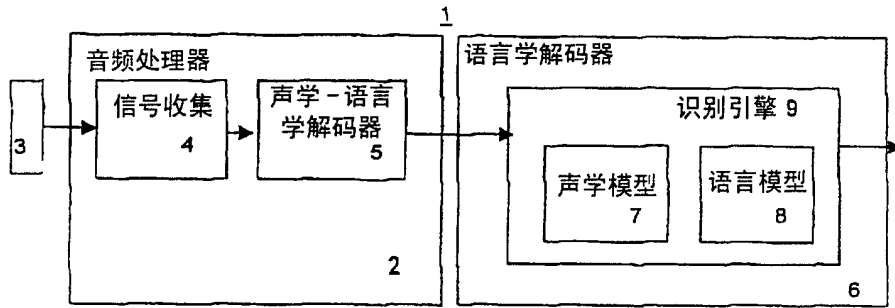 1
音频处理器
语言学解码器
3
信号收集
4
声学-语言
学解码器
5
2
识别引擎 9
声学模型
7
语言模型
8
6